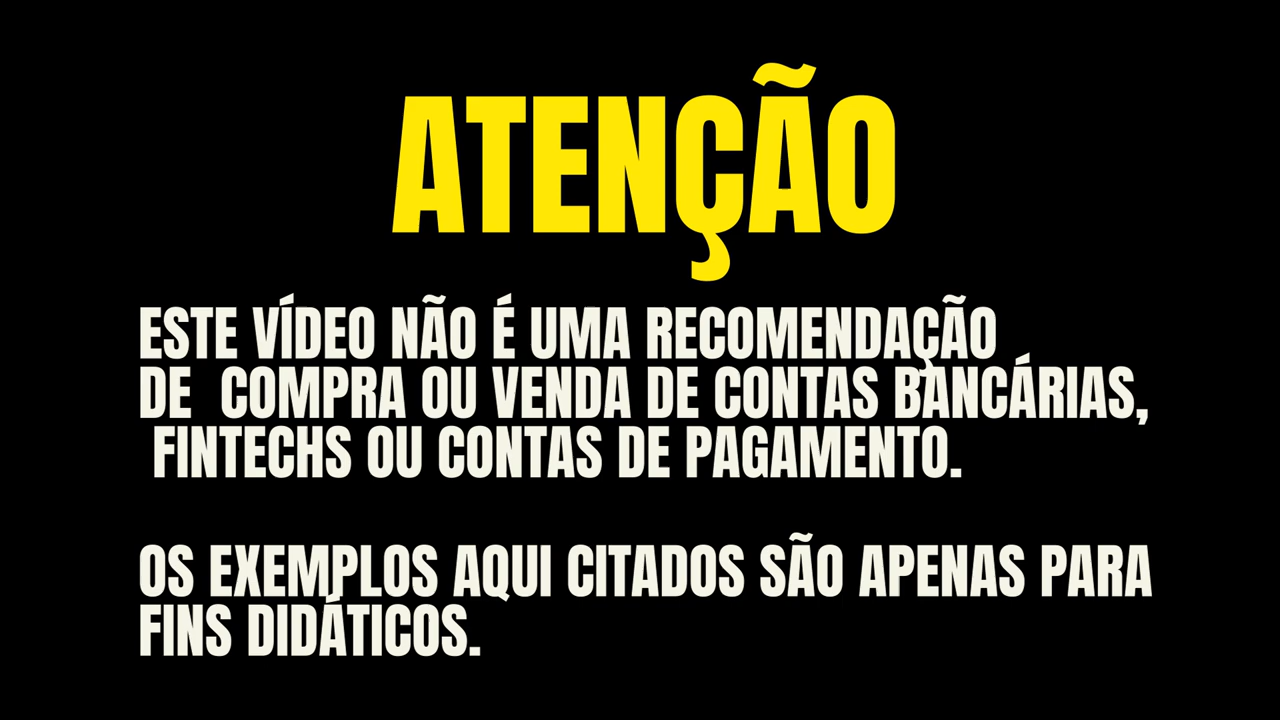 ATENÇÃO
ESTE VÍDEO NÃO É UMA RECOMENDAÇÃO
DE COMPRA OU VENDA DE CONTAS BANCÁRIAS,
FINTECHS OU CONTAS DE PAGAMENTO.
OS EXEMPLOS AQUI CITADOS SÃO APENAS PARA
FINS DIDÁTICOS.